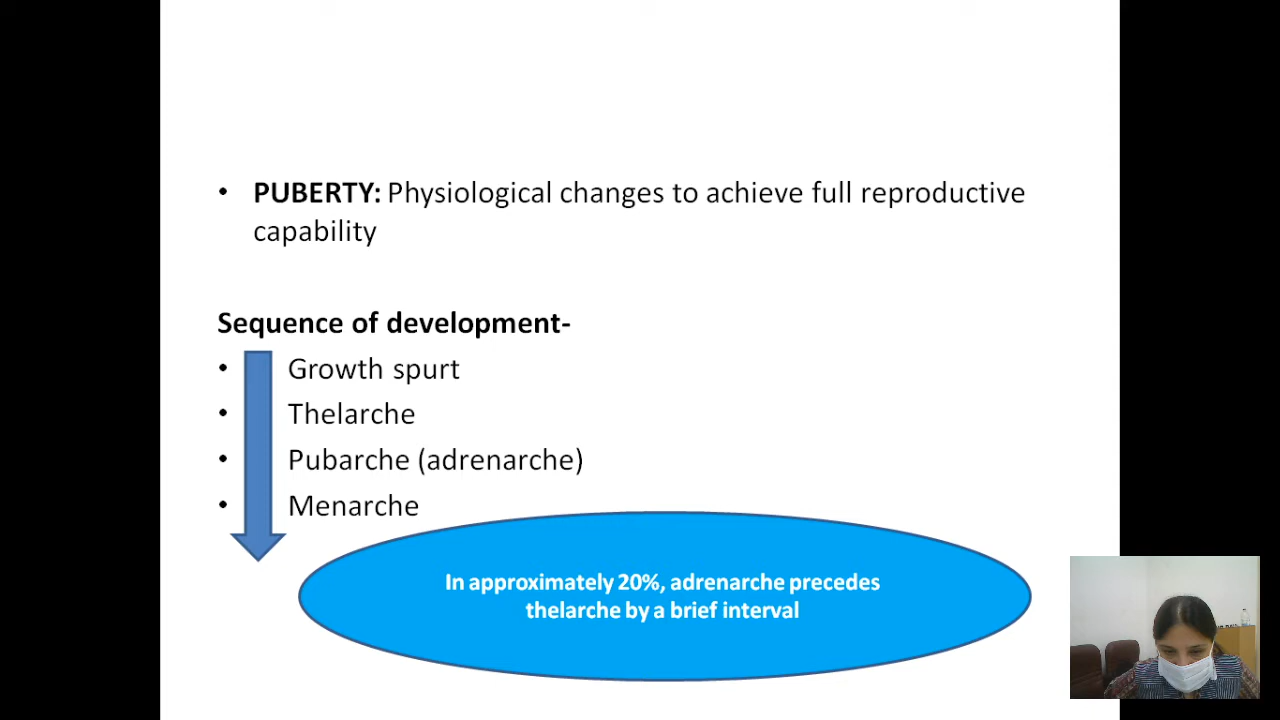 • PUBERTY: Physiological changes to achieve full reproductive
capability
Sequence of development-
• Growth spurt
• Thelarche
• Pubarche (adrenarche)
• Menarche
In approximately 20%, adrenarche precedes
thelarche by a brief interval